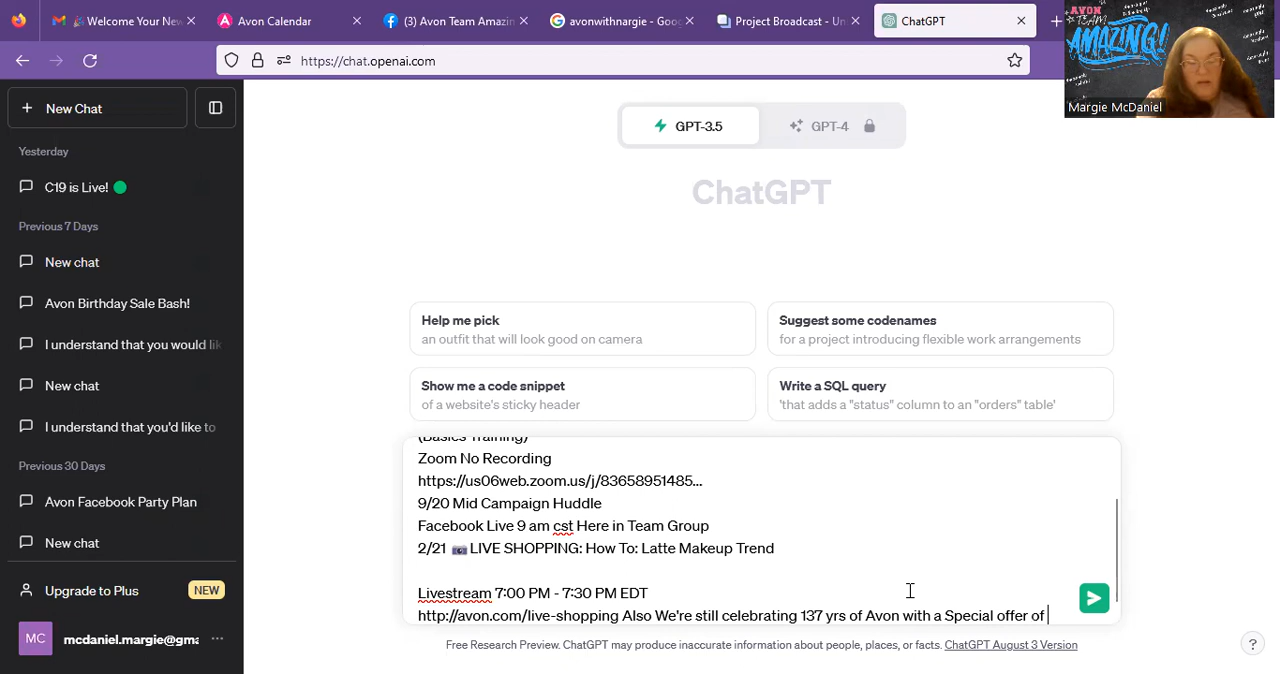 🎉 Welcome Your New
Avon Calendar
(3) Avon Team Amazin
avonwithnargie - Goo
Project Broadcast - Un
ChatGPT
https://chat.openai.com
AVON
TEAM
AMAZING!
Margie McDaniel
New Chat
Yesterday
C19 is Live!
Previous 7 Days
New chat
Avon Birthday Sale Bash!
I understand that you would lik
New chat
I understand that you'd like to
Previous 30 Days
Avon Facebook Party Plan
New chat
Upgrade to Plus NEW
MC mcdaniel.margie@gma ...
GPT-3.5 GPT-4
ChatGPT
Help me pick
an outfit that will look good on camera
Suggest some codenames
for a project introducing flexible work arrangements
Show me a code snippet
of a website's sticky header
Write a SQL query
'that adds a "status" column to an "orders" table'
(Basics Training)
Zoom No Recording
https://us06web.zoom.us/j/83658951485...
9/20 Mid Campaign Huddle
Facebook Live 9 am cst Here in Team Group
2/21 📷LIVE SHOPPING: How To: Latte Makeup Trend
Livestream 7:00 PM - 7:30 PM EDT
http://avon.com/live-shopping Also We're still celebrating 137 yrs of Avon with a Special offer of
Free Research Preview. ChatGPT may produce inaccurate information about people, places, or facts. ChatGPT August 3 Version
?